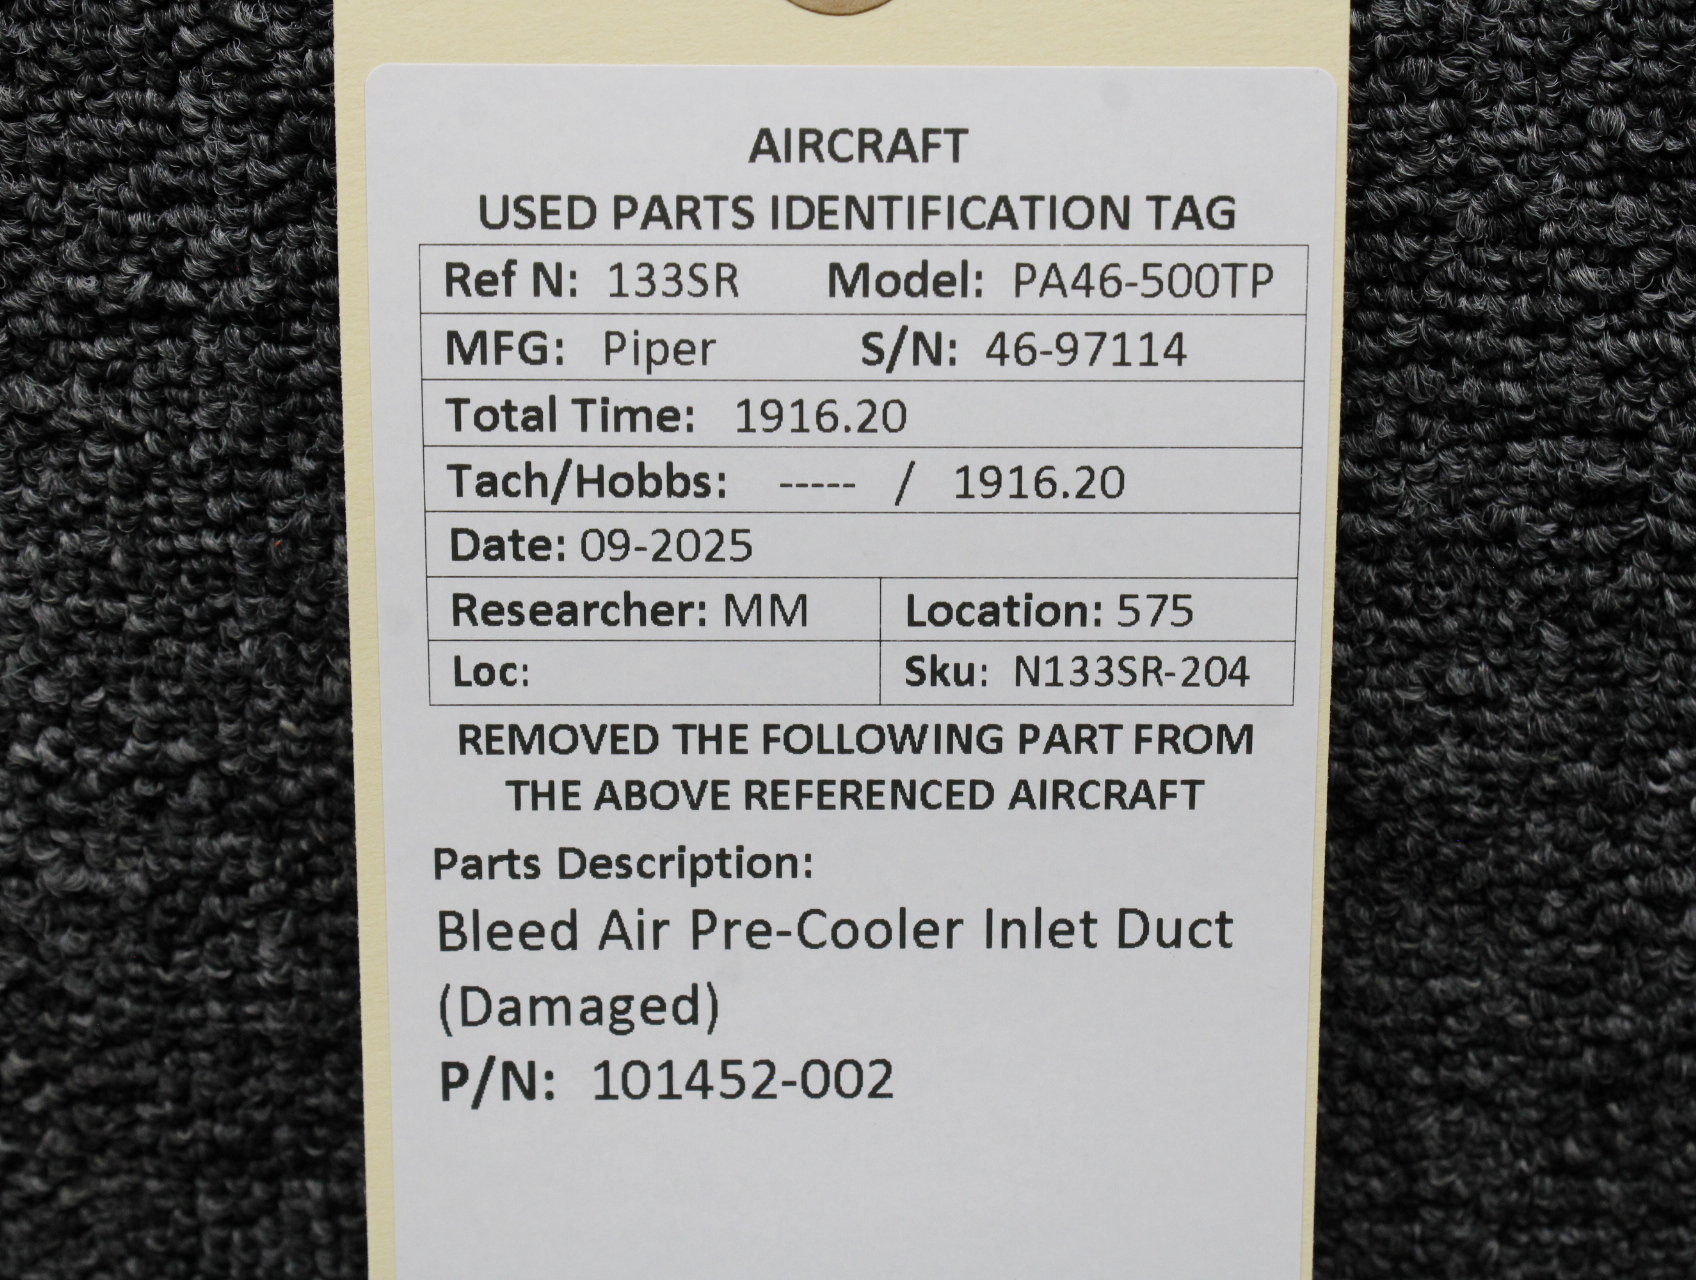 AIRCRAFT
USED PARTS IDENTIFICATION TAG
Ref N: 133SR Model: PA46-500TP
MFG: Piper S/N: 46-97114
Total Time: 1916.20
Tach/Hobbs: ----- / 1916.20
Date: 09-2025
Researcher: MM Location: 575
Loc: Sku: N133SR-204
REMOVED THE FOLLOWING PART FROM
THE ABOVE REFERENCED AIRCRAFT
Parts Description:
Bleed Air Pre-Cooler Inlet Duct
(Damaged)
P/N: 101452-002